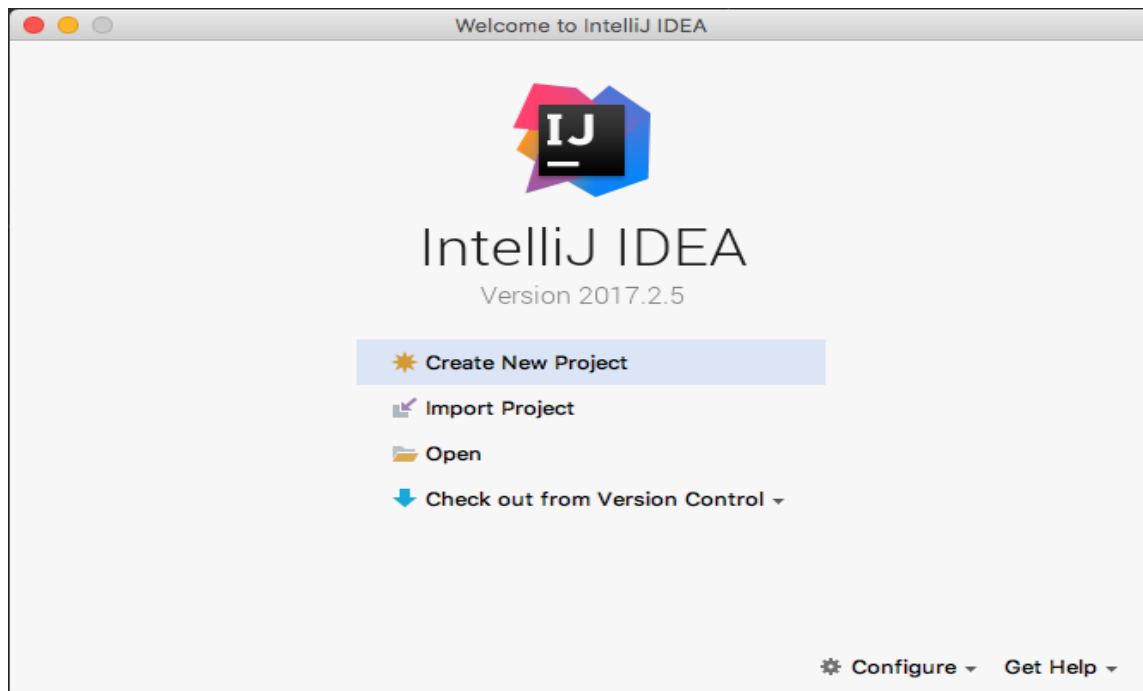 Welcome to IntelliJ IDEA
IJ
IntelliJ IDEA
Version 2017.2.5
Create New Project
Import Project
Open
Check out from Version Control
Configure Get Help